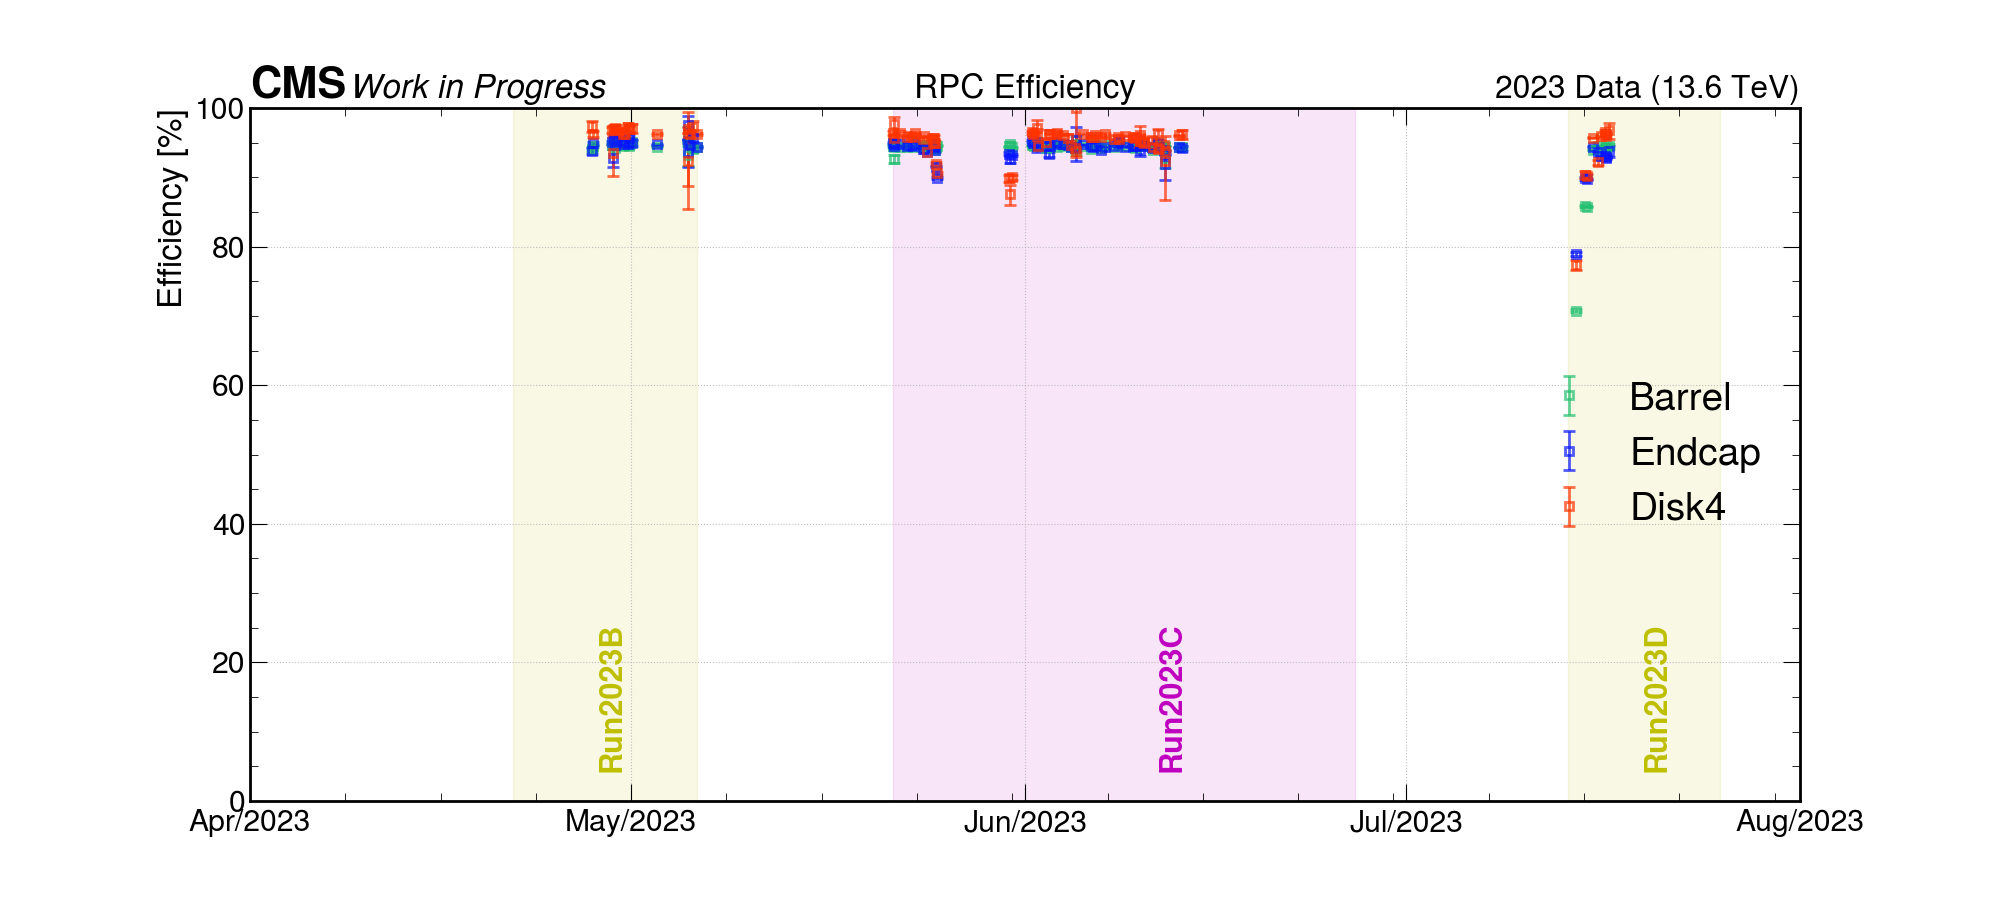 CMS Work in Progress RPC Efficiency 2023 Data (13.6 TeV)
Efficiency [%]
100
80
60
40
20
0
Barrel
Endcap
Disk4
Run2023B
Run2023C
Run2023D
Apr/2023 May/2023 Jun/2023 Jul/2023 Aug/2023